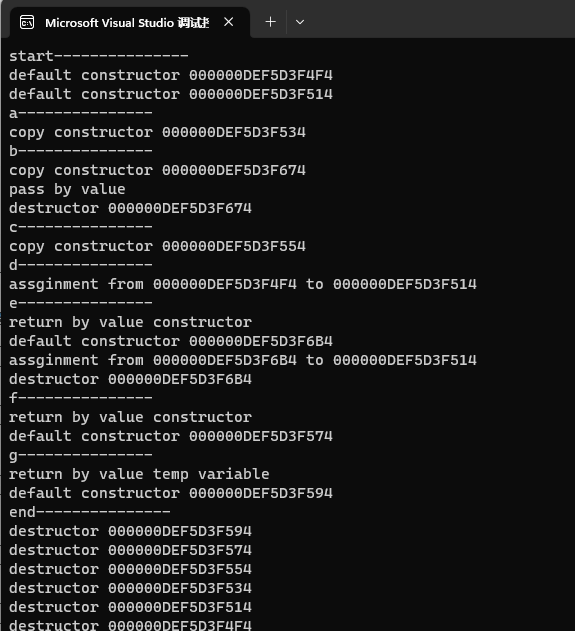 Microsoft Visual Studio 调试
start---------------
default constructor 000000DEF5D3F4F4
default constructor 000000DEF5D3F514
a---------------
copy constructor 000000DEF5D3F534
b---------------
copy constructor 000000DEF5D3F674
pass by value
destructor 000000DEF5D3F674
c---------------
copy constructor 000000DEF5D3F554
d---------------
assginment from 000000DEF5D3F4F4 to 000000DEF5D3F514
e---------------
return by value constructor
default constructor 000000DEF5D3F6B4
assginment from 000000DEF5D3F6B4 to 000000DEF5D3F514
destructor 000000DEF5D3F6B4
f---------------
return by value constructor
default constructor 000000DEF5D3F574
g---------------
return by value temp variable
default constructor 000000DEF5D3F594
end---------------
destructor 000000DEF5D3F594
destructor 000000DEF5D3F574
destructor 000000DEF5D3F554
destructor 000000DEF5D3F534
destructor 000000DEF5D3F514
destructor 000000DEF5D3F4F4